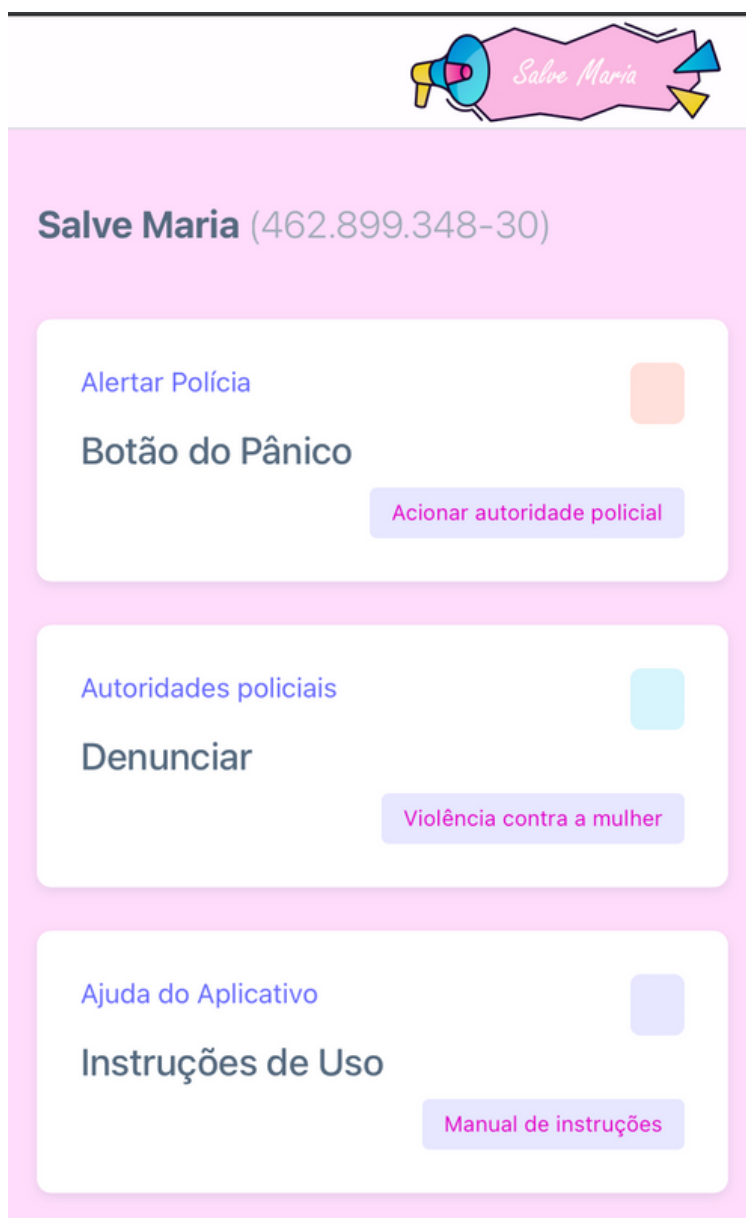 Salve Maria
Salve Maria (462.899.348-30)
Alertar Polícia
Botão do Pânico
Acionar autoridade policial
Autoridades policiais
Denunciar
Violência contra a mulher
Ajuda do Aplicativo
Instruções de Uso
Manual de instruções